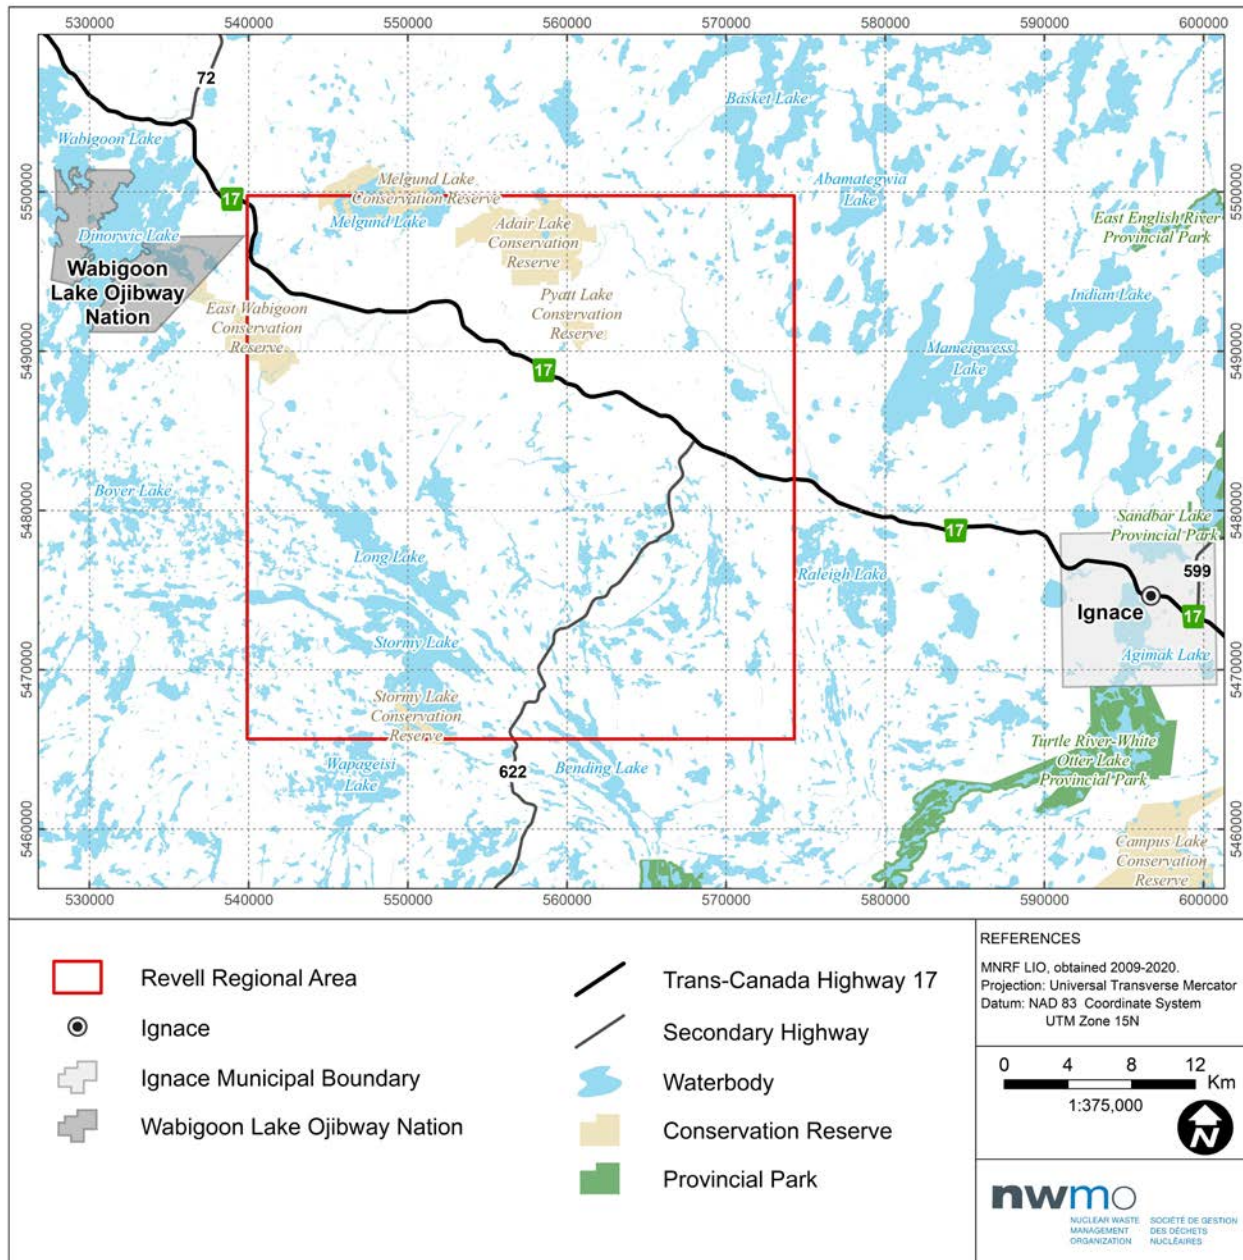 530000
540000
550000
560000
570000
580000
590000
600000
72
Basket Lake
Wabigoon Lake
5500000
5500000
17
Melgund Lake
Conservation Reserve
Abamategwia
Lake
Melgund Lake
Adair Lake
Conservation
Reserve
East English River
Provincial Park
Dinorwic Lake
Wabigoon
Lake Ojibway
Nation
East Wabigoon
Conservation
Reserve
Pyatt Lake
Conservation
Reserve
Indian Lake
Mameigwess
Lake
5490000
5490000
17
Boyer Lake
5480000
5480000
Sandbar Lake
Provincial Park
17
Long Lake
Raleigh Lake
599
Ignace
17
Stormy Lake
Agimak Lake
5470000
5470000
Stormy Lake
Conservation
Reserve
Turtle River-White
Otter Lake
Provincial Park
Wapageisi
Lake
622
Bending Lake
5460000
5460000
Campus Lake
Conservation
Reserve
530000
540000
550000
560000
570000
580000
590000
600000
Revell Regional Area
Ignace
Ignace Municipal Boundary
Wabigoon Lake Ojibway Nation
Trans-Canada Highway 17
Secondary Highway
Waterbody
Conservation Reserve
Provincial Park
REFERENCES
MNRF LIO, obtained 2009-2020.
Projection: Universal Transverse Mercator
Datum: NAD 83 Coordinate System
UTM Zone 15N
0 4 8 12
Km
1:375,000
N
nwmo
NUCLEAR WASTE
MANAGEMENT
ORGANIZATION
SOCIÉTÉ DE GESTION
DES DÉCHETS
NUCLÉAIRES